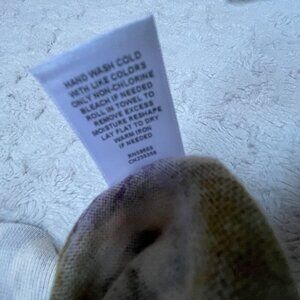 HAND WASH COLD
WITH LIKE COLORS
ONLY NON-CHLORINE
BLEACH IF NEEDED
ROLL IN TOWEL TO
REMOVE EXCESS
MOISTURE RESHAPE
LAY FLAT TO DRY
WARM IRON
IF NEEDED